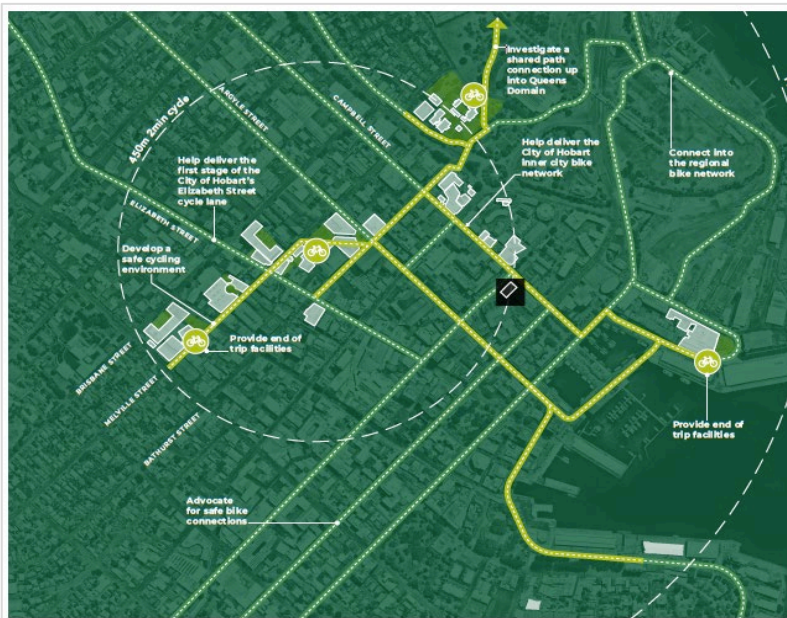 Investigate a
shared path
connection up
into Queens
Domain
450m 2min cycle
ARGYLE STREET
CAMPBELL STREET
Help deliver the
City of Hobart
inner city bike
network
Connect into
the regional
bike network
Help deliver the
first stage of the
City of Hobart's
Elizabeth Street
cycle lane
ELIZABETH STREET
Develop a
safe cycling
environment
Provide end of
trip facilities
BRISBANE STREET
MELVILLE STREET
BATHURST STREET
Provide end of
trip facilities
Advocate
for safe bike
connections